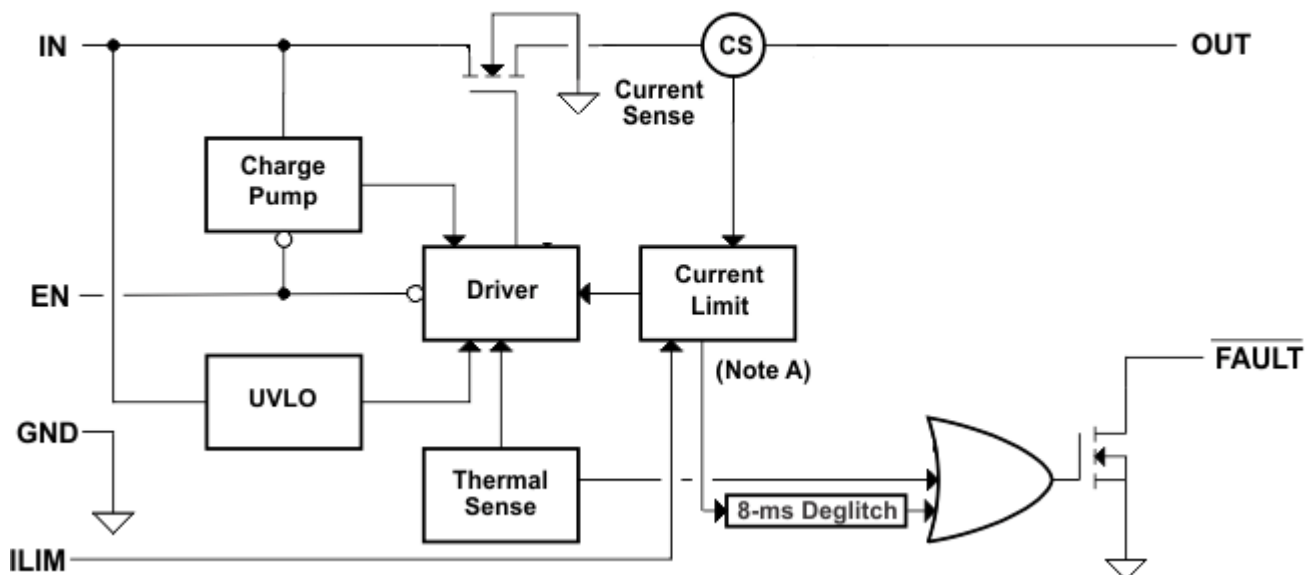 IN
CS
OUT
Current
Sense
Charge
Pump
EN
Driver
Current
Limit
(Note A)
FAULT
UVLO
GND
Thermal
Sense
8-ms Deglitch
ILIM